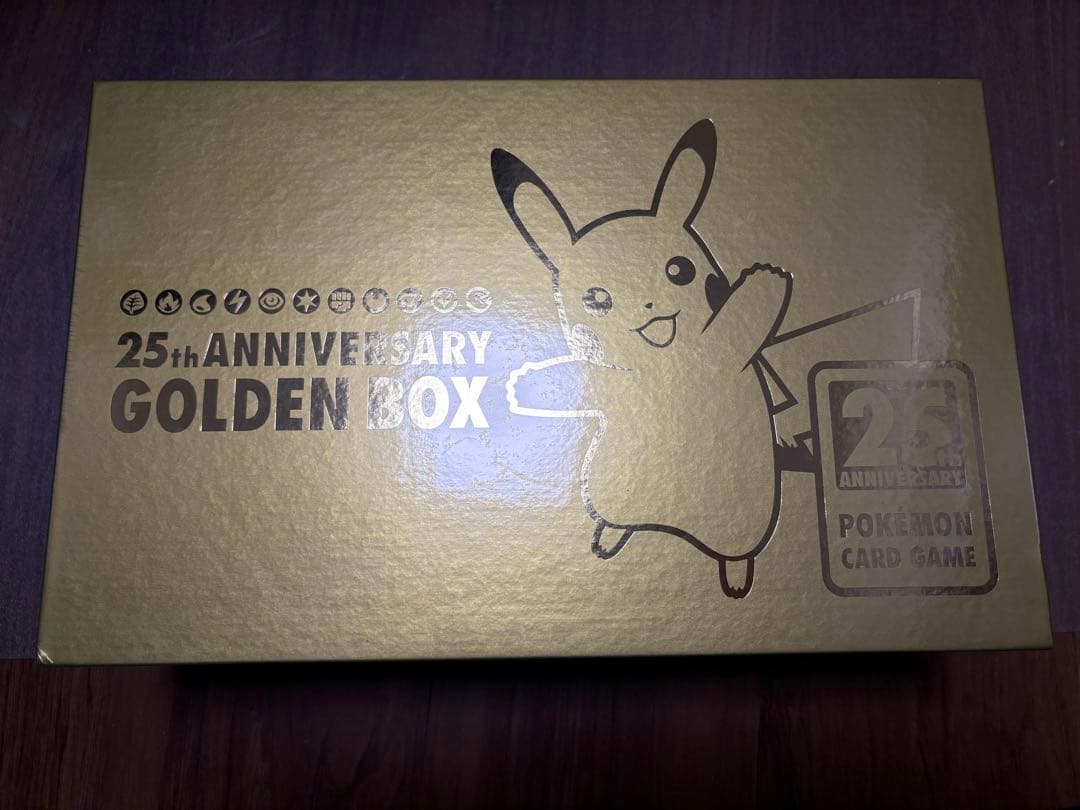 25th ANNIVERSARY
GOLDEN BOX
25th
ANNIVERSARY
POKÉMON
CARD GAME